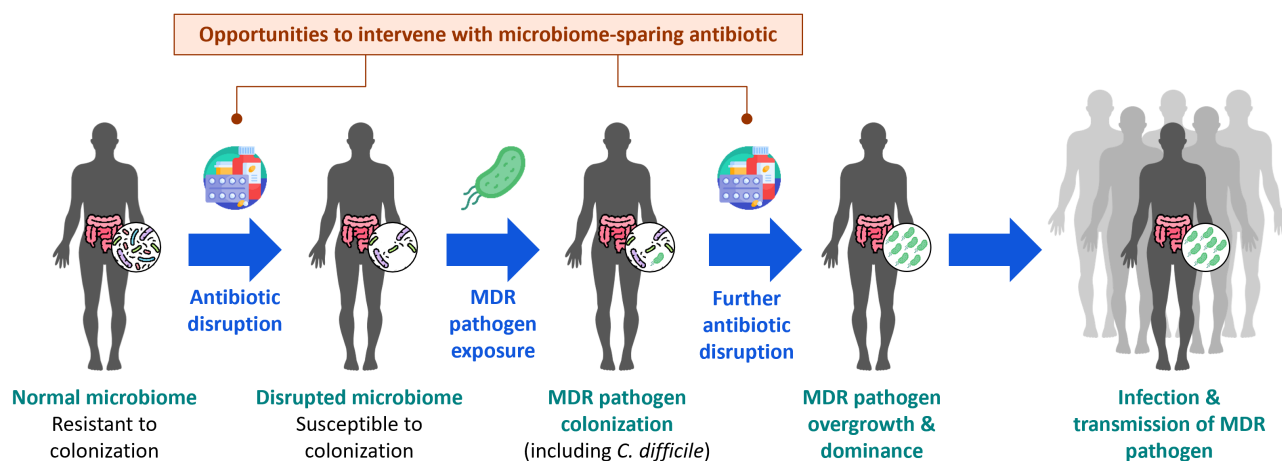 Opportunities to intervene with microbiome-sparing antibiotic
Antibiotic
disruption
MDR
pathogen
exposure
Further
antibiotic
disruption
Normal microbiome
Resistant to
colonization
Disrupted microbiome
Susceptible to
colonization
MDR pathogen
colonization
(including C. difficile)
MDR pathogen
overgrowth &
dominance
Infection &
transmission of MDR
pathogen